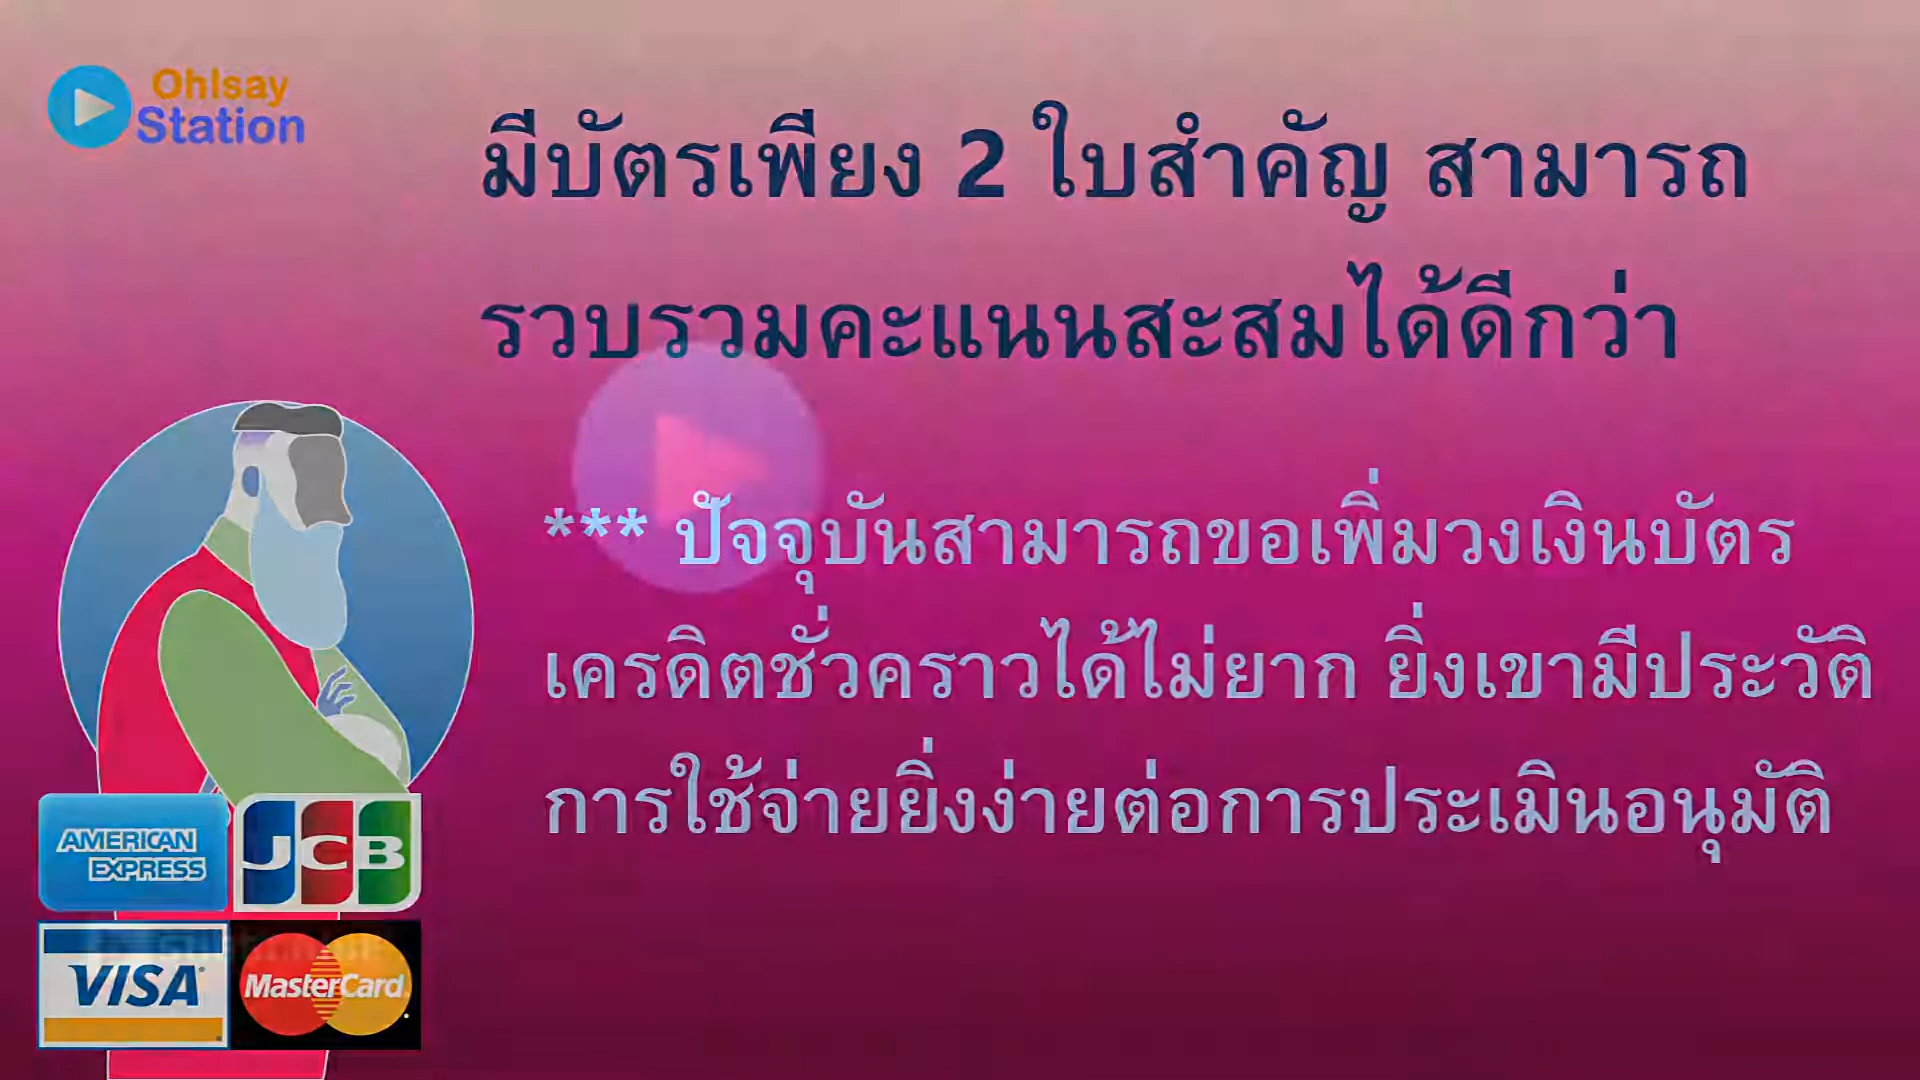 Ohlsay
Station
มีบัตรเพียง 2 ใบสำคัญ สามารถ
รวบรวมคะแนนสะสมได้ดีกว่า
*** ปัจจุบันสามารถขอเพิ่มวงเงินบัตร
เครดิตชั่วคราวได้ไม่ยาก ยิ่งเขามีประวัติ
การใช้จ่ายยิ่งง่ายต่อการประเมินอนุมัติ
AMERICAN
EXPRESS
JCB
VISA
MasterCard